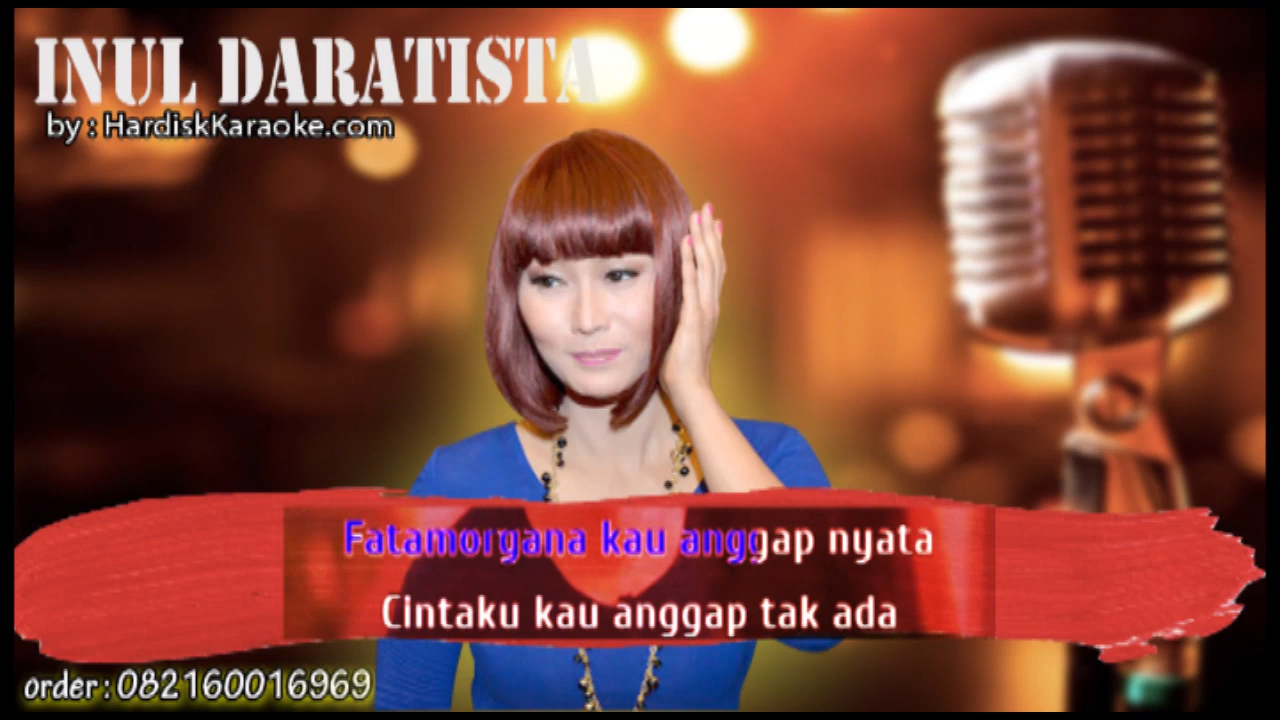 INUL DARATISTA
by : HardiskKaraoke.com
Fatamorgana kau anggap nyata
Cintaku kau anggap tak ada
order : 082160016969